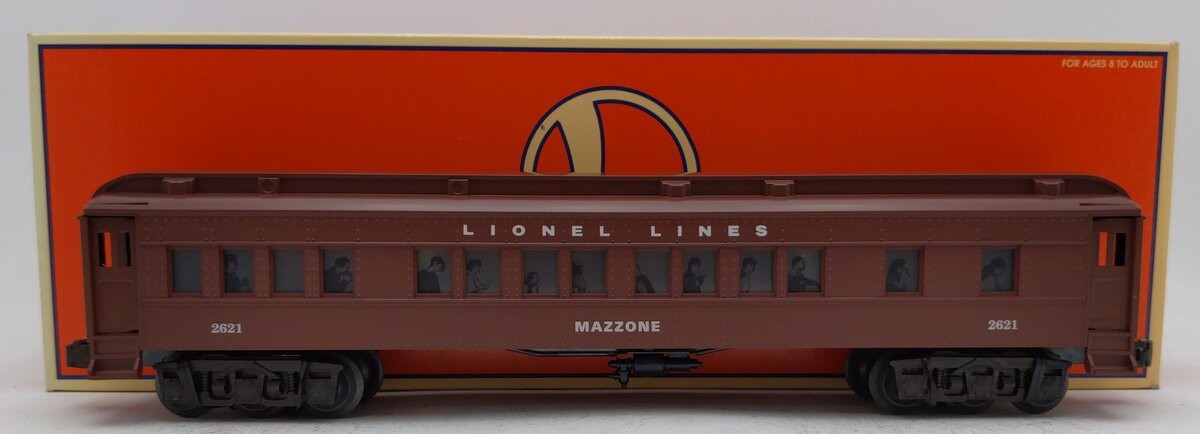 FOR AGES 8 TO ADULT
LIONEL LINES
2621
MAZZONE
2621